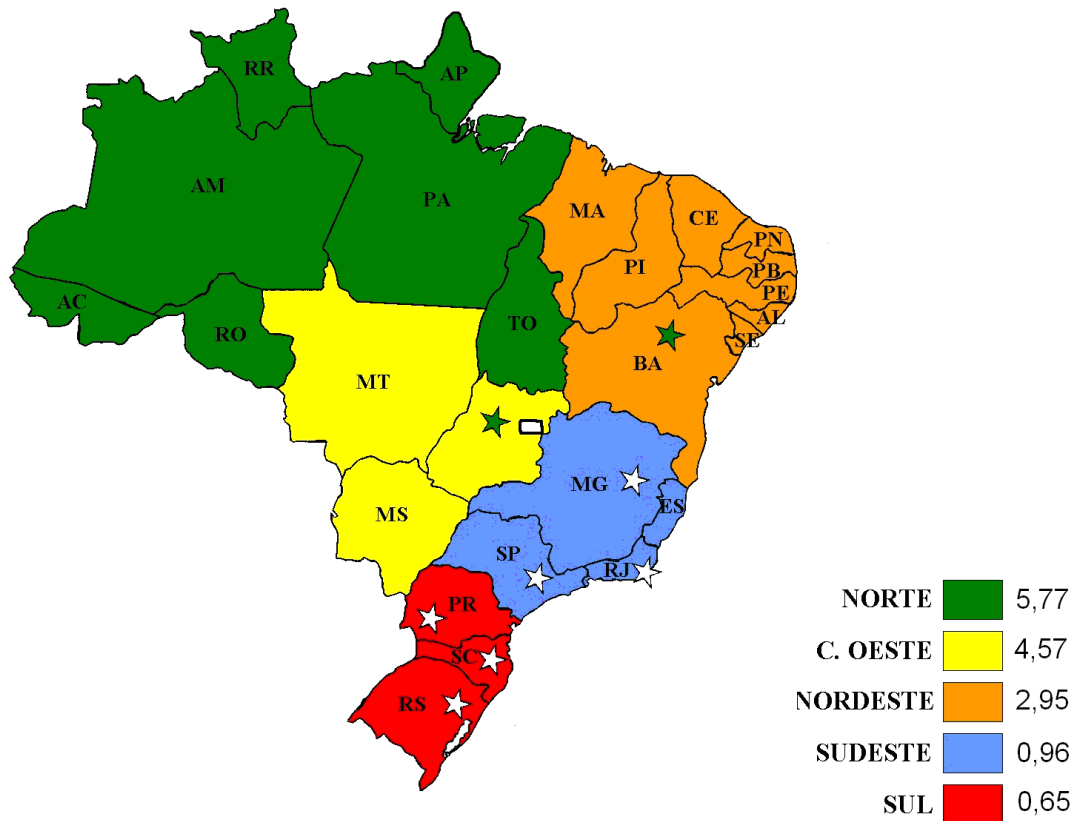 RR
AP
AM
PA
MA
CE
PN
PI
PB
PE
AC
AL
RO
TO
SE
BA
MT
MG
ES
MS
SP
RJ
PR
SC
RS
NORTE 5,77
C. OESTE 4,57
NORDESTE 2,95
SUDESTE 0,96
SUL 0,65